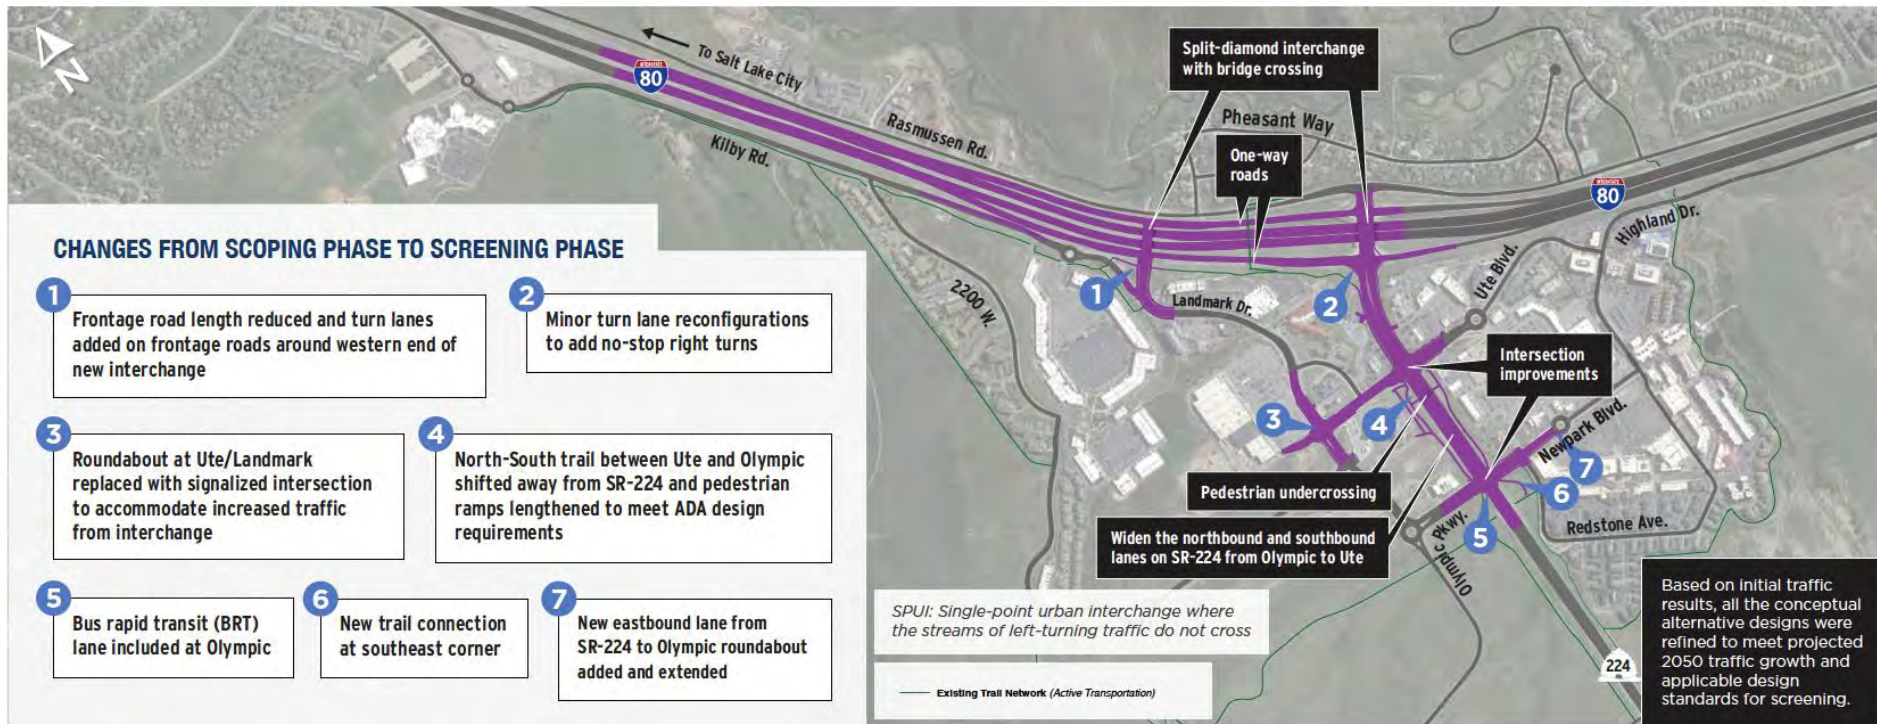 N
INTERSTATE
80
To Salt Lake City
Rasmussen Rd.
Kilby Rd.
Split-diamond interchange
with bridge crossing
Pheasant Way
One-way
roads
INTERSTATE
80
Highland Dr.
Ute Blvd.
2200 W.
Landmark Dr.
1
2
3
4
5
6
7
Intersection
improvements
Newpark Blvd.
Pedestrian undercrossing
Redstone Ave.
Widen the northbound and southbound
lanes on SR-224 from Olympic to Ute
Olympic Pkwy.
224
CHANGES FROM SCOPING PHASE TO SCREENING PHASE
1
Frontage road length reduced and turn lanes
added on frontage roads around western end of
new interchange
2
Minor turn lane reconfigurations
to add no-stop right turns
3
Roundabout at Ute/Landmark
replaced with signalized intersection
to accommodate increased traffic
from interchange
4
North-South trail between Ute and Olympic
shifted away from SR-224 and pedestrian
ramps lengthened to meet ADA design
requirements
5
Bus rapid transit (BRT)
lane included at Olympic
6
New trail connection
at southeast corner
7
New eastbound lane from
SR-224 to Olympic roundabout
added and extended
SPUI: Single-point urban interchange where
the streams of left-turning traffic do not cross
Existing Trail Network (Active Transportation)
Based on initial traffic
results, all the conceptual
alternative designs were
refined to meet projected
2050 traffic growth and
applicable design
standards for screening.